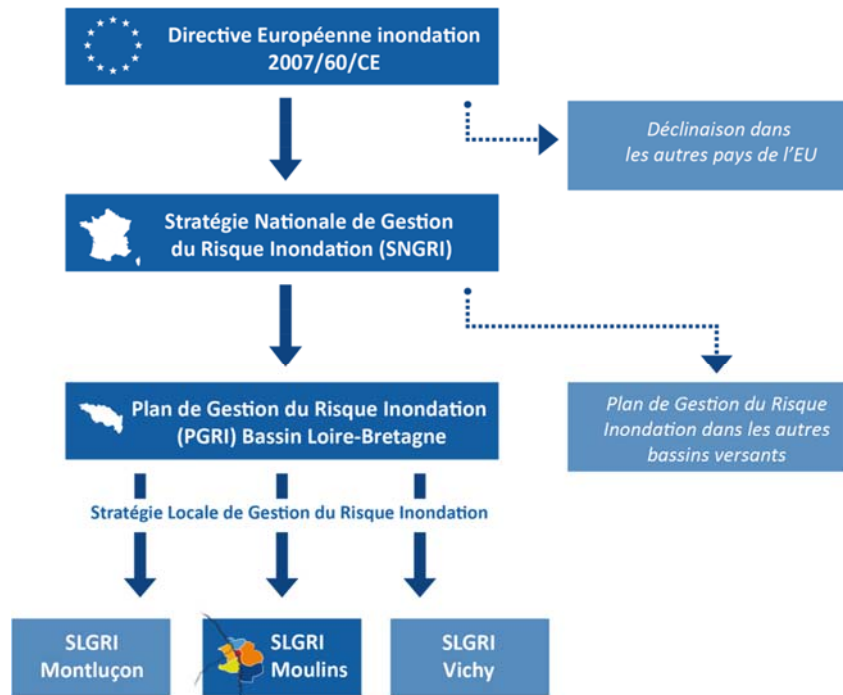 Directive Européenne inondation
2007/60/CE
Déclinaison dans
les autres pays de l'EU
Stratégie Nationale de Gestion
du Risque Inondation (SNGRI)
Plan de Gestion du Risque Inondation
(PGRI) Bassin Loire-Bretagne
Plan de Gestion du Risque
Inondation dans les autres
bassins versants
Stratégie Locale de Gestion du Risque Inondation
SLGRI
Montluçon
SLGRI
Moulins
SLGRI
Vichy